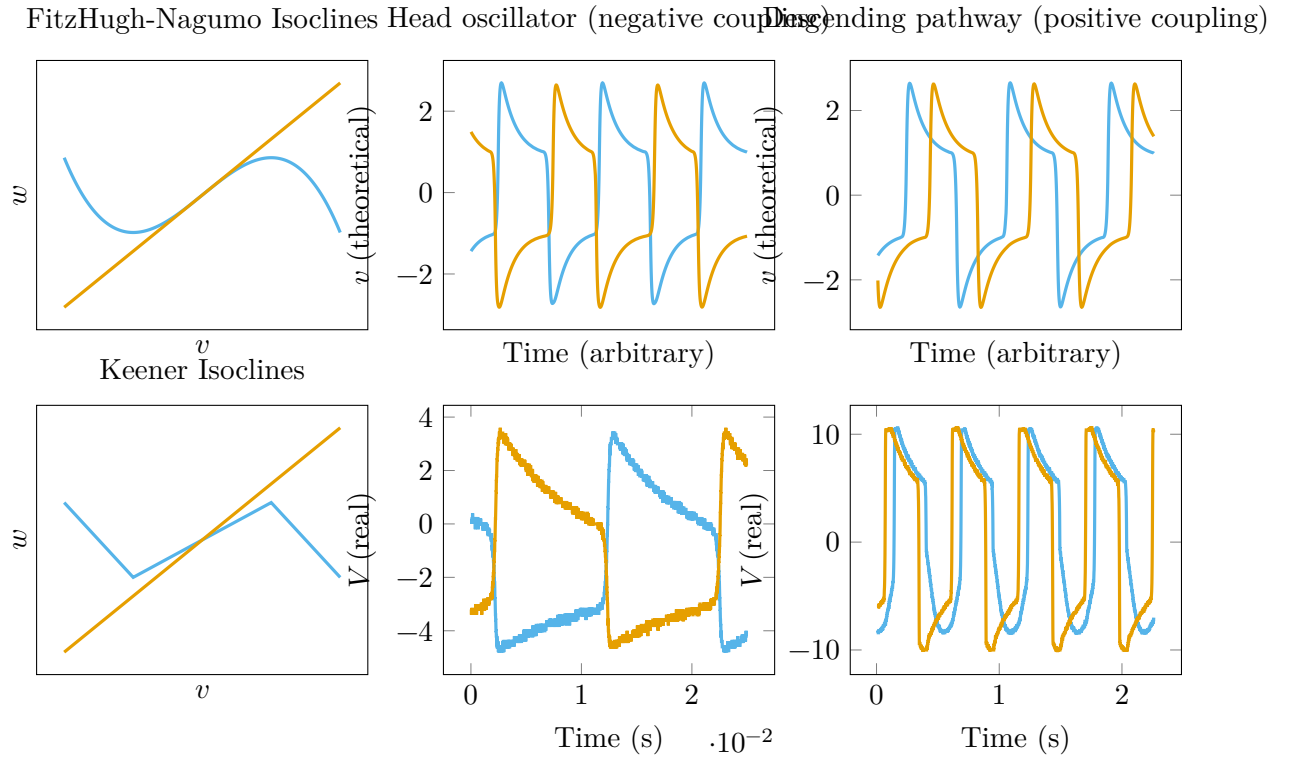 FitzHugh-Nagumo Isoclines
Head oscillator (negative coupling)
Descending pathway (positive coupling)
w
v
v (theoretical)
2
0
−2
Time (arbitrary)
v (theoretical)
2
0
−2
Time (arbitrary)
Keener Isoclines
w
v
V (real)
4
2
0
−2
−4
0 1 2
Time (s)
·10−2
V (real)
10
0
−10
0 1 2
Time (s)